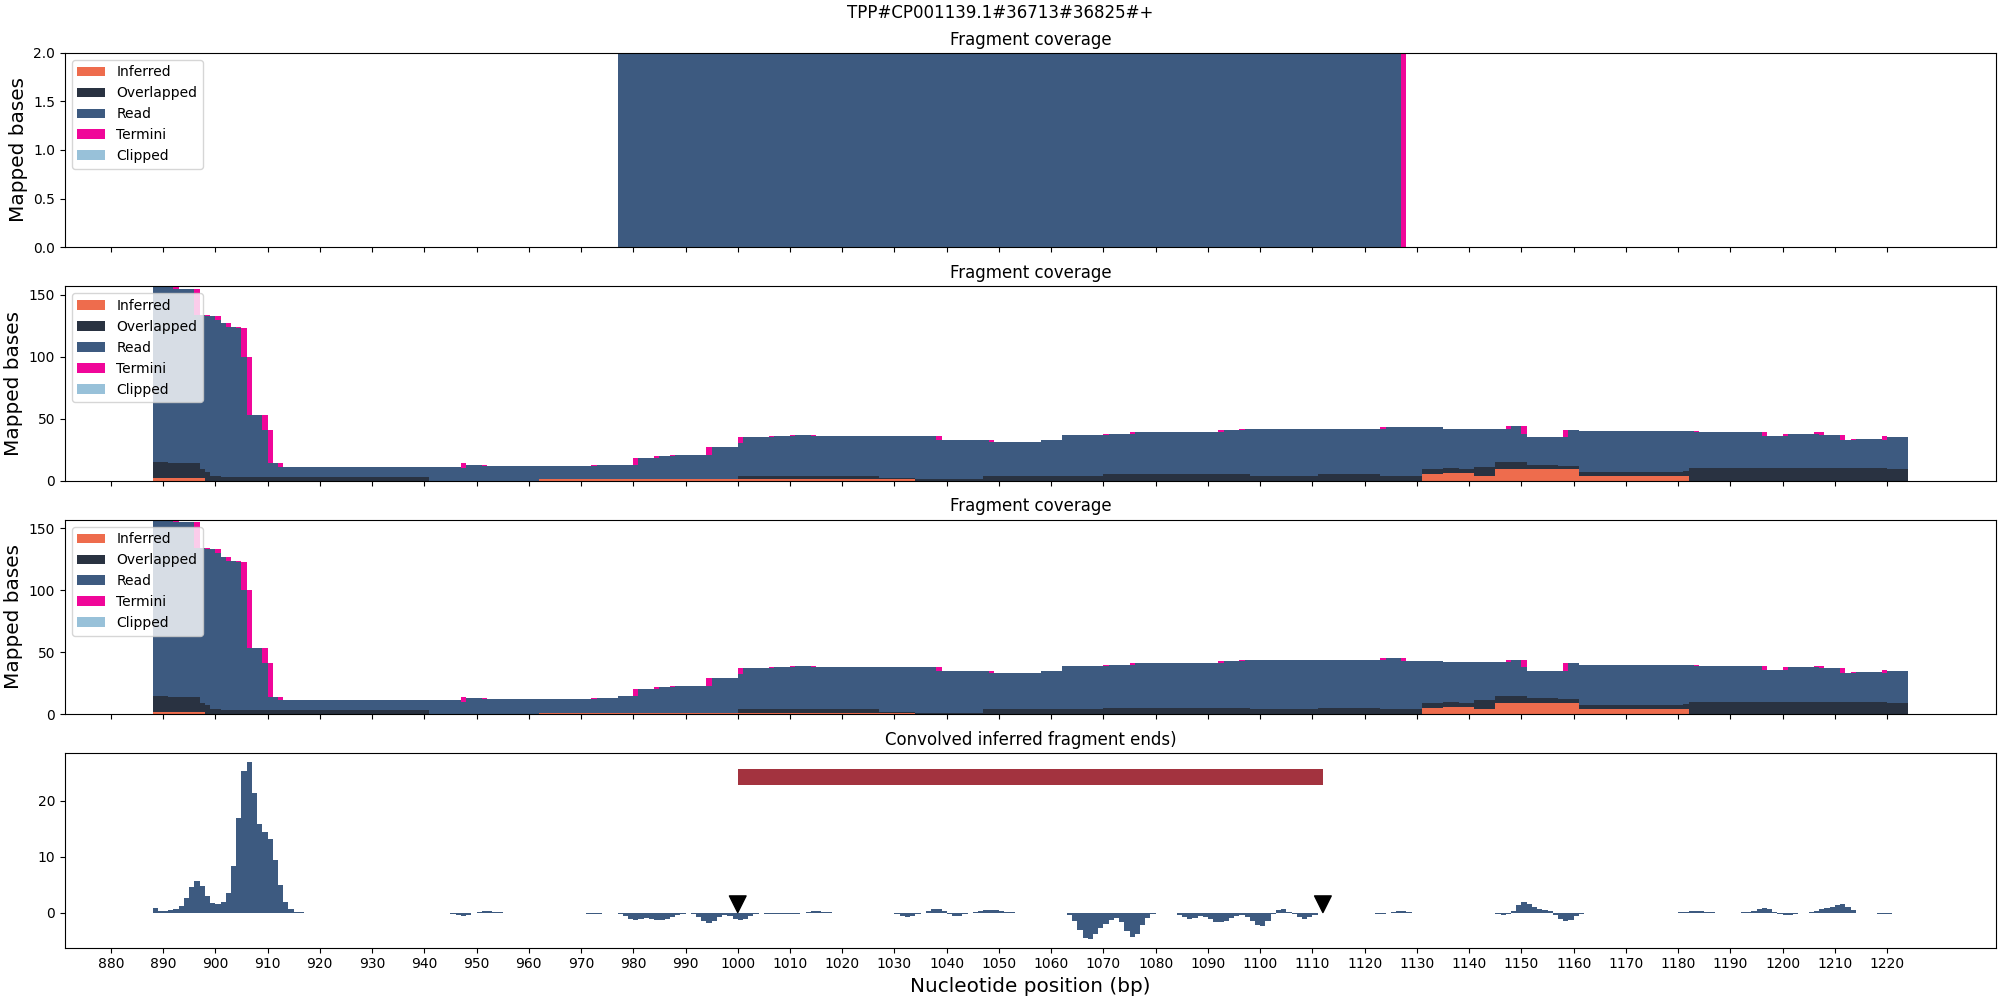 TPP#CP001139.1#36713#36825#+
Fragment coverage
Mapped bases
2.0
1.5
1.0
0.5
0.0
Inferred
Overlapped
Read
Termini
Clipped
Fragment coverage
Mapped bases
150
100
50
0
Inferred
Overlapped
Read
Termini
Clipped
Fragment coverage
Mapped bases
150
100
50
0
Inferred
Overlapped
Read
Termini
Clipped
Convolved inferred fragment ends)
20
10
0
880 890 900 910 920 930 940 950 960 970 980 990 1000 1010 1020 1030 1040 1050 1060 1070 1080 1090 1100 1110 1120 1130 1140 1150 1160 1170 1180 1190 1200 1210 1220
Nucleotide position (bp)